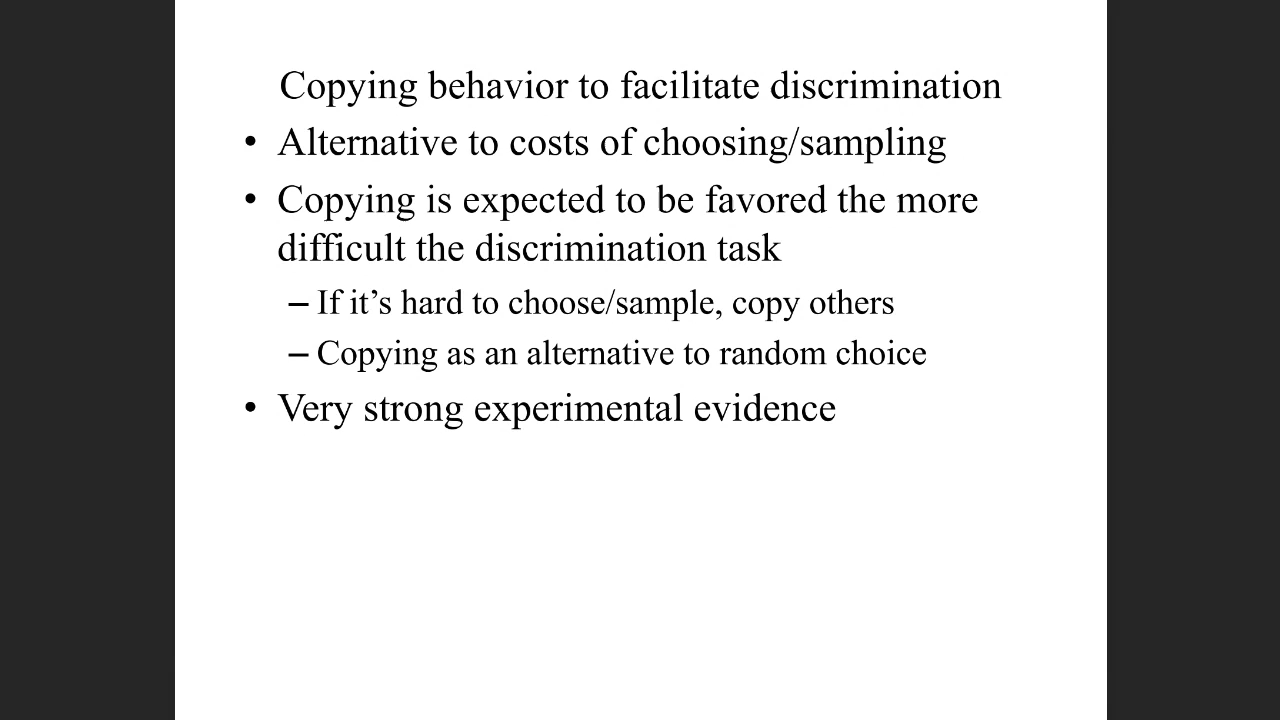 Copying behavior to facilitate discrimination
• Alternative to costs of choosing/sampling
• Copying is expected to be favored the more
difficult the discrimination task
– If it’s hard to choose/sample, copy others
– Copying as an alternative to random choice
• Very strong experimental evidence